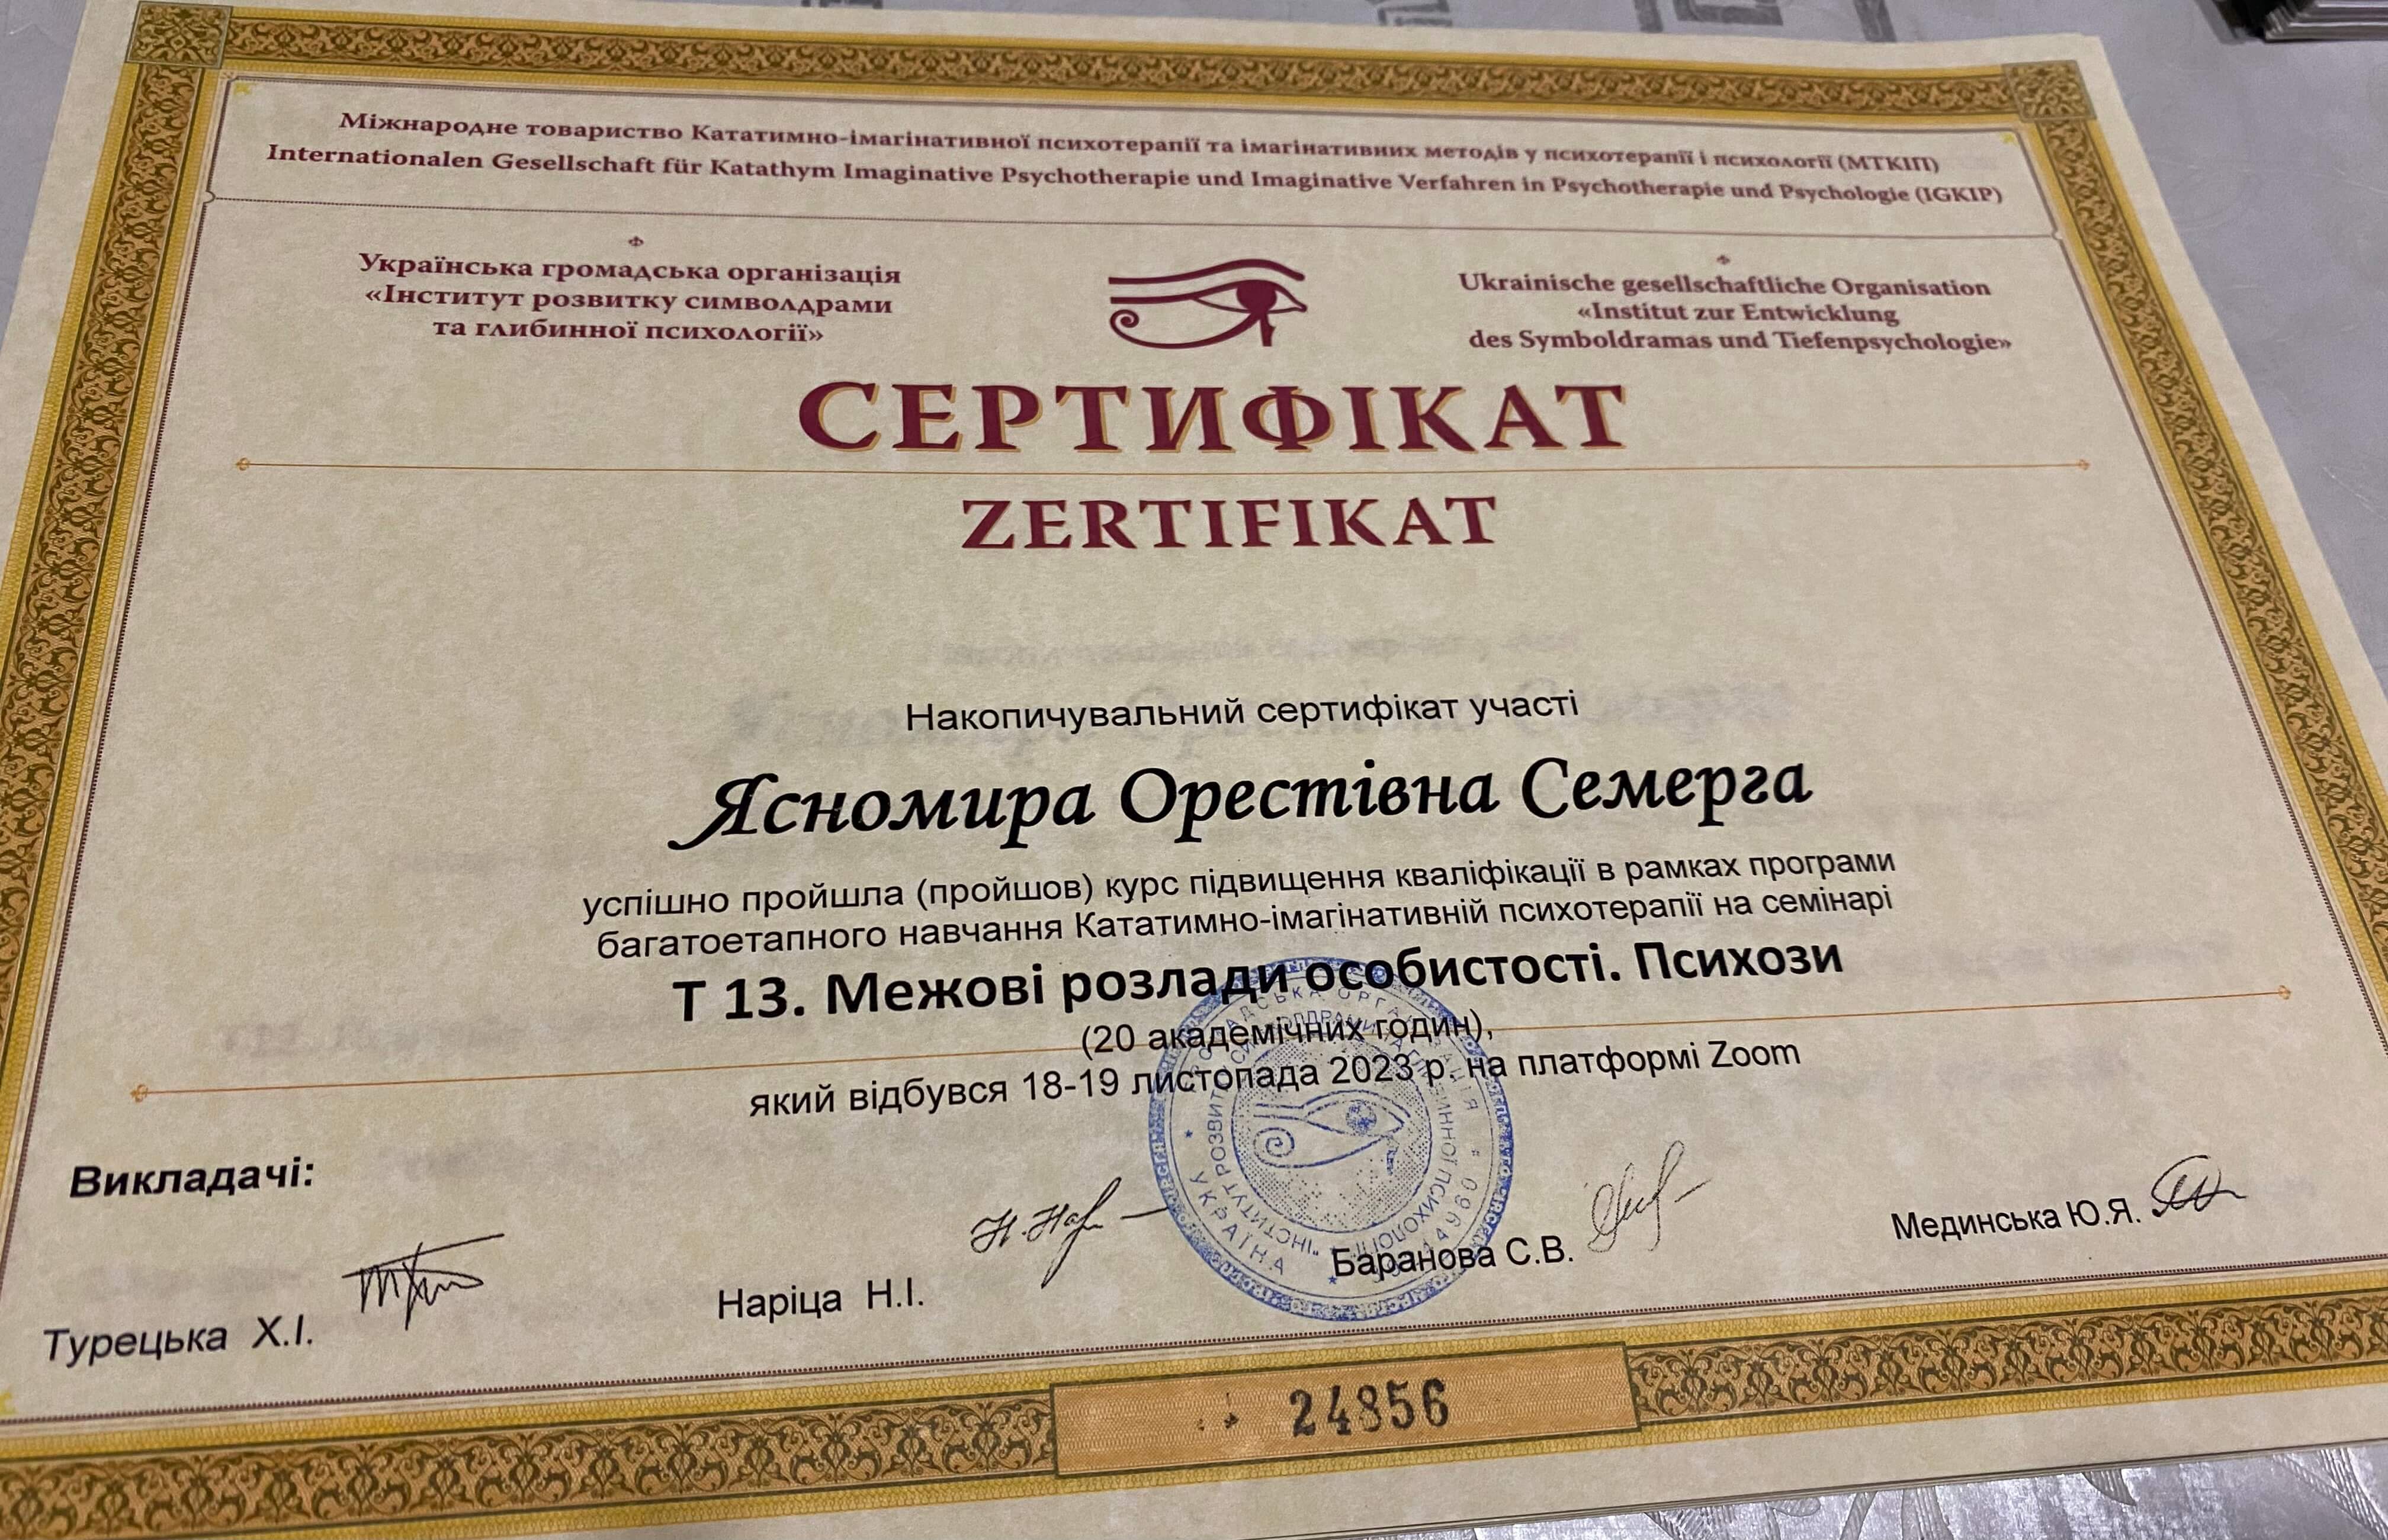 Міжнародне товариство Кататимно-імагінативної психотерапії та імагінативних методів у психотерапії і психології (МТКІП)
Internationalen Gesellschaft für Katathym Imaginative Psychotherapie und Imaginative Verfahren in Psychotherapie und Psychologie (IGKIP)
Українська громадська організація
«Інститут розвитку символдрами
та глибинної психології»
Ukrainische gesellschaftliche Organisation
«Institut zur Entwicklung
des Symboldramas und Tiefenpsychologie»
СЕРТИФІКАТ
ZERTIFIKAT
Накопичувальний сертифікат участі
Ясномира Орестівна Семерга
успішно пройшла (пройшов) курс підвищення кваліфікації в рамках програми
багатоетапного навчання Кататимно-імагінативній психотерапії на семінарі
Т 13. Межові розлади особистості. Психози
(20 академічних годин),
який відбувся 18-19 листопада 2023 р. на платформі Zoom
УКРАЇНА
Викладачі:
Турецька Х.І.
Наріца Н.І.
Баранова С.В.
Мединська Ю.Я.
24856